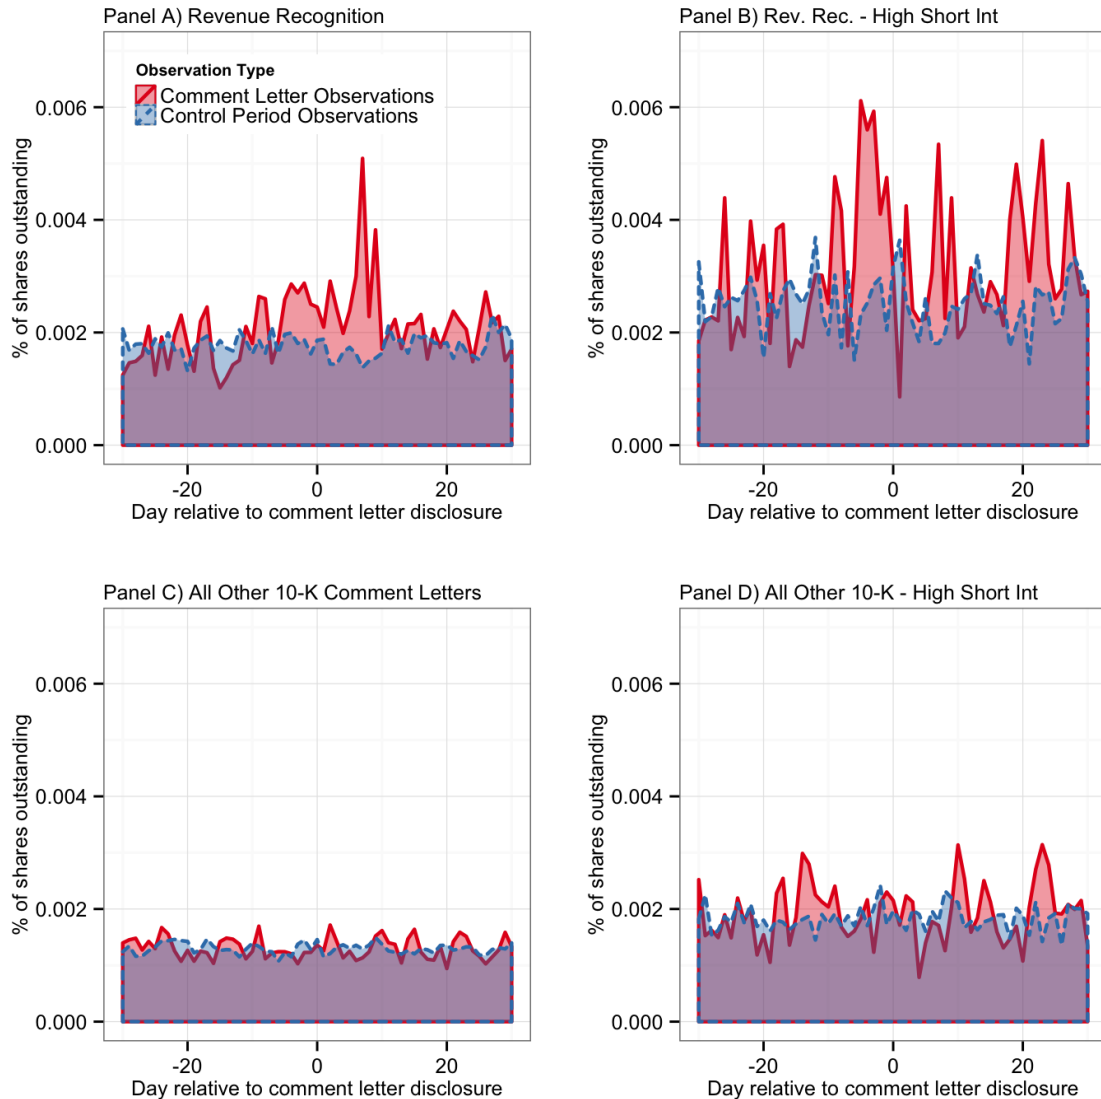 Panel A) Revenue Recognition
Observation Type
Comment Letter Observations
Control Period Observations
% of shares outstanding
0.006
0.004
0.002
0.000
-20 0 20
Day relative to comment letter disclosure
Panel B) Rev. Rec. - High Short Int
% of shares outstanding
0.006
0.004
0.002
0.000
-20 0 20
Day relative to comment letter disclosure
Panel C) All Other 10-K Comment Letters
% of shares outstanding
0.006
0.004
0.002
0.000
-20 0 20
Day relative to comment letter disclosure
Panel D) All Other 10-K - High Short Int
% of shares outstanding
0.006
0.004
0.002
0.000
-20 0 20
Day relative to comment letter disclosure